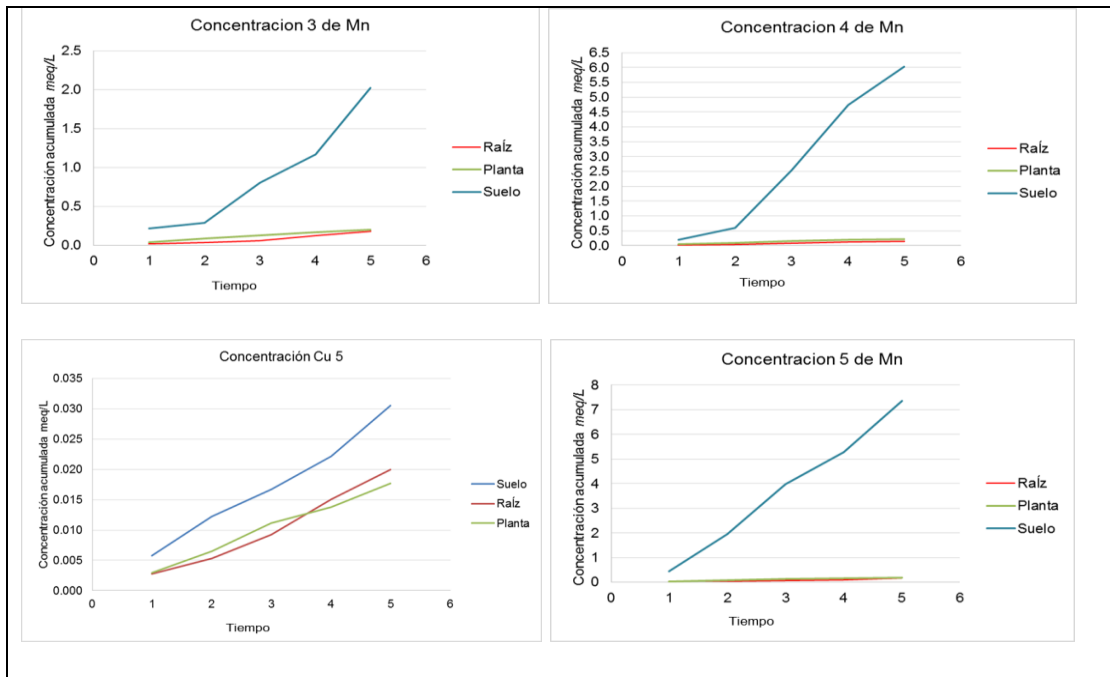 Concentracion 3 de Mn
Concentración acumulada meq/L
2.5
2.0
1.5
1.0
0.5
0.0
0 1 2 3 4 5 6
Tiempo
Raíz
Planta
Suelo
Concentracion 4 de Mn
Concentración acumulada meq/L
6.5
6.0
5.5
5.0
4.5
4.0
3.5
3.0
2.5
2.0
1.5
1.0
0.5
0.0
0 1 2 3 4 5 6
Tiempo
Raíz
Planta
Suelo
Concentración Cu 5
Concentración acumulada meq/L
0.035
0.030
0.025
0.020
0.015
0.010
0.005
0.000
0 1 2 3 4 5 6
Tiempo
Suelo
Raíz
Planta
Concentracion 5 de Mn
Concentración acumulada meq/L
8
7
6
5
4
3
2
1
0
0 1 2 3 4 5 6
Tiempo
Raíz
Planta
Suelo